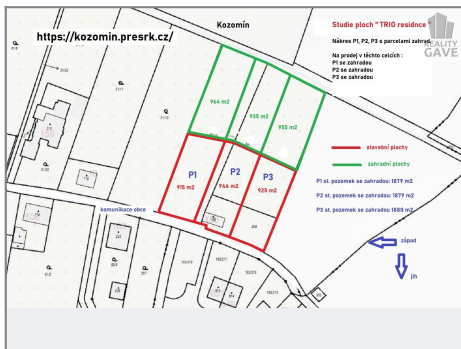 Kozomín
https://kozomin.presrk.cz/
Studie ploch " TRIO residnce "
REALITY
GAVE
Nákres P1, P2, P3 s parcelami zahrad.
Na prodej v těchto celcích :
P1 se zahradou
P2 se zahradou
P3 se zahradou
964 m2
935 m2
955 m2
P1
P2
P3
915 m2
944 m2
925 m2
stavební plochy
zahradní plochy
P1 st. pozemek se zahradou: 1879 m2
P2 st. pozemek se zahradou: 1879 m2
P3 st. pozemek se zahradou 1880 m2
komunikace obce
západ
jih